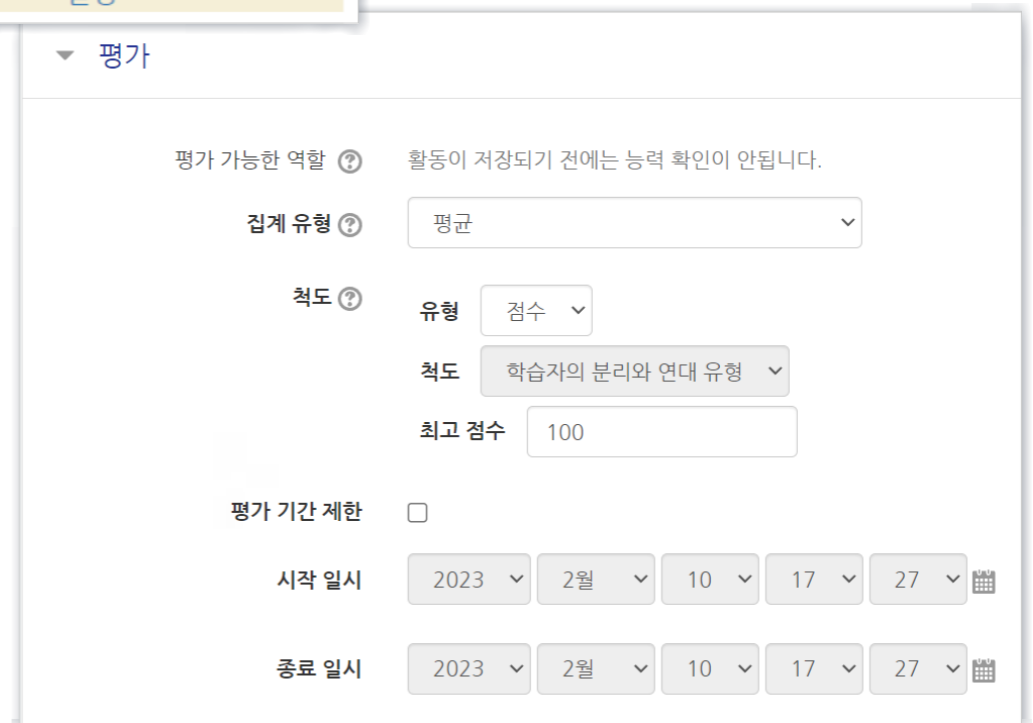 평가
평가 가능한 역할 활동이 저장되기 전에는 능력 확인이 안됩니다.
집계 유형 평균
척도
유형 점수
척도 학습자의 분리와 연대 유형
최고 점수 100
평가 기간 제한
시작 일시 2023 2월 10 17 27
종료 일시 2023 2월 10 17 27